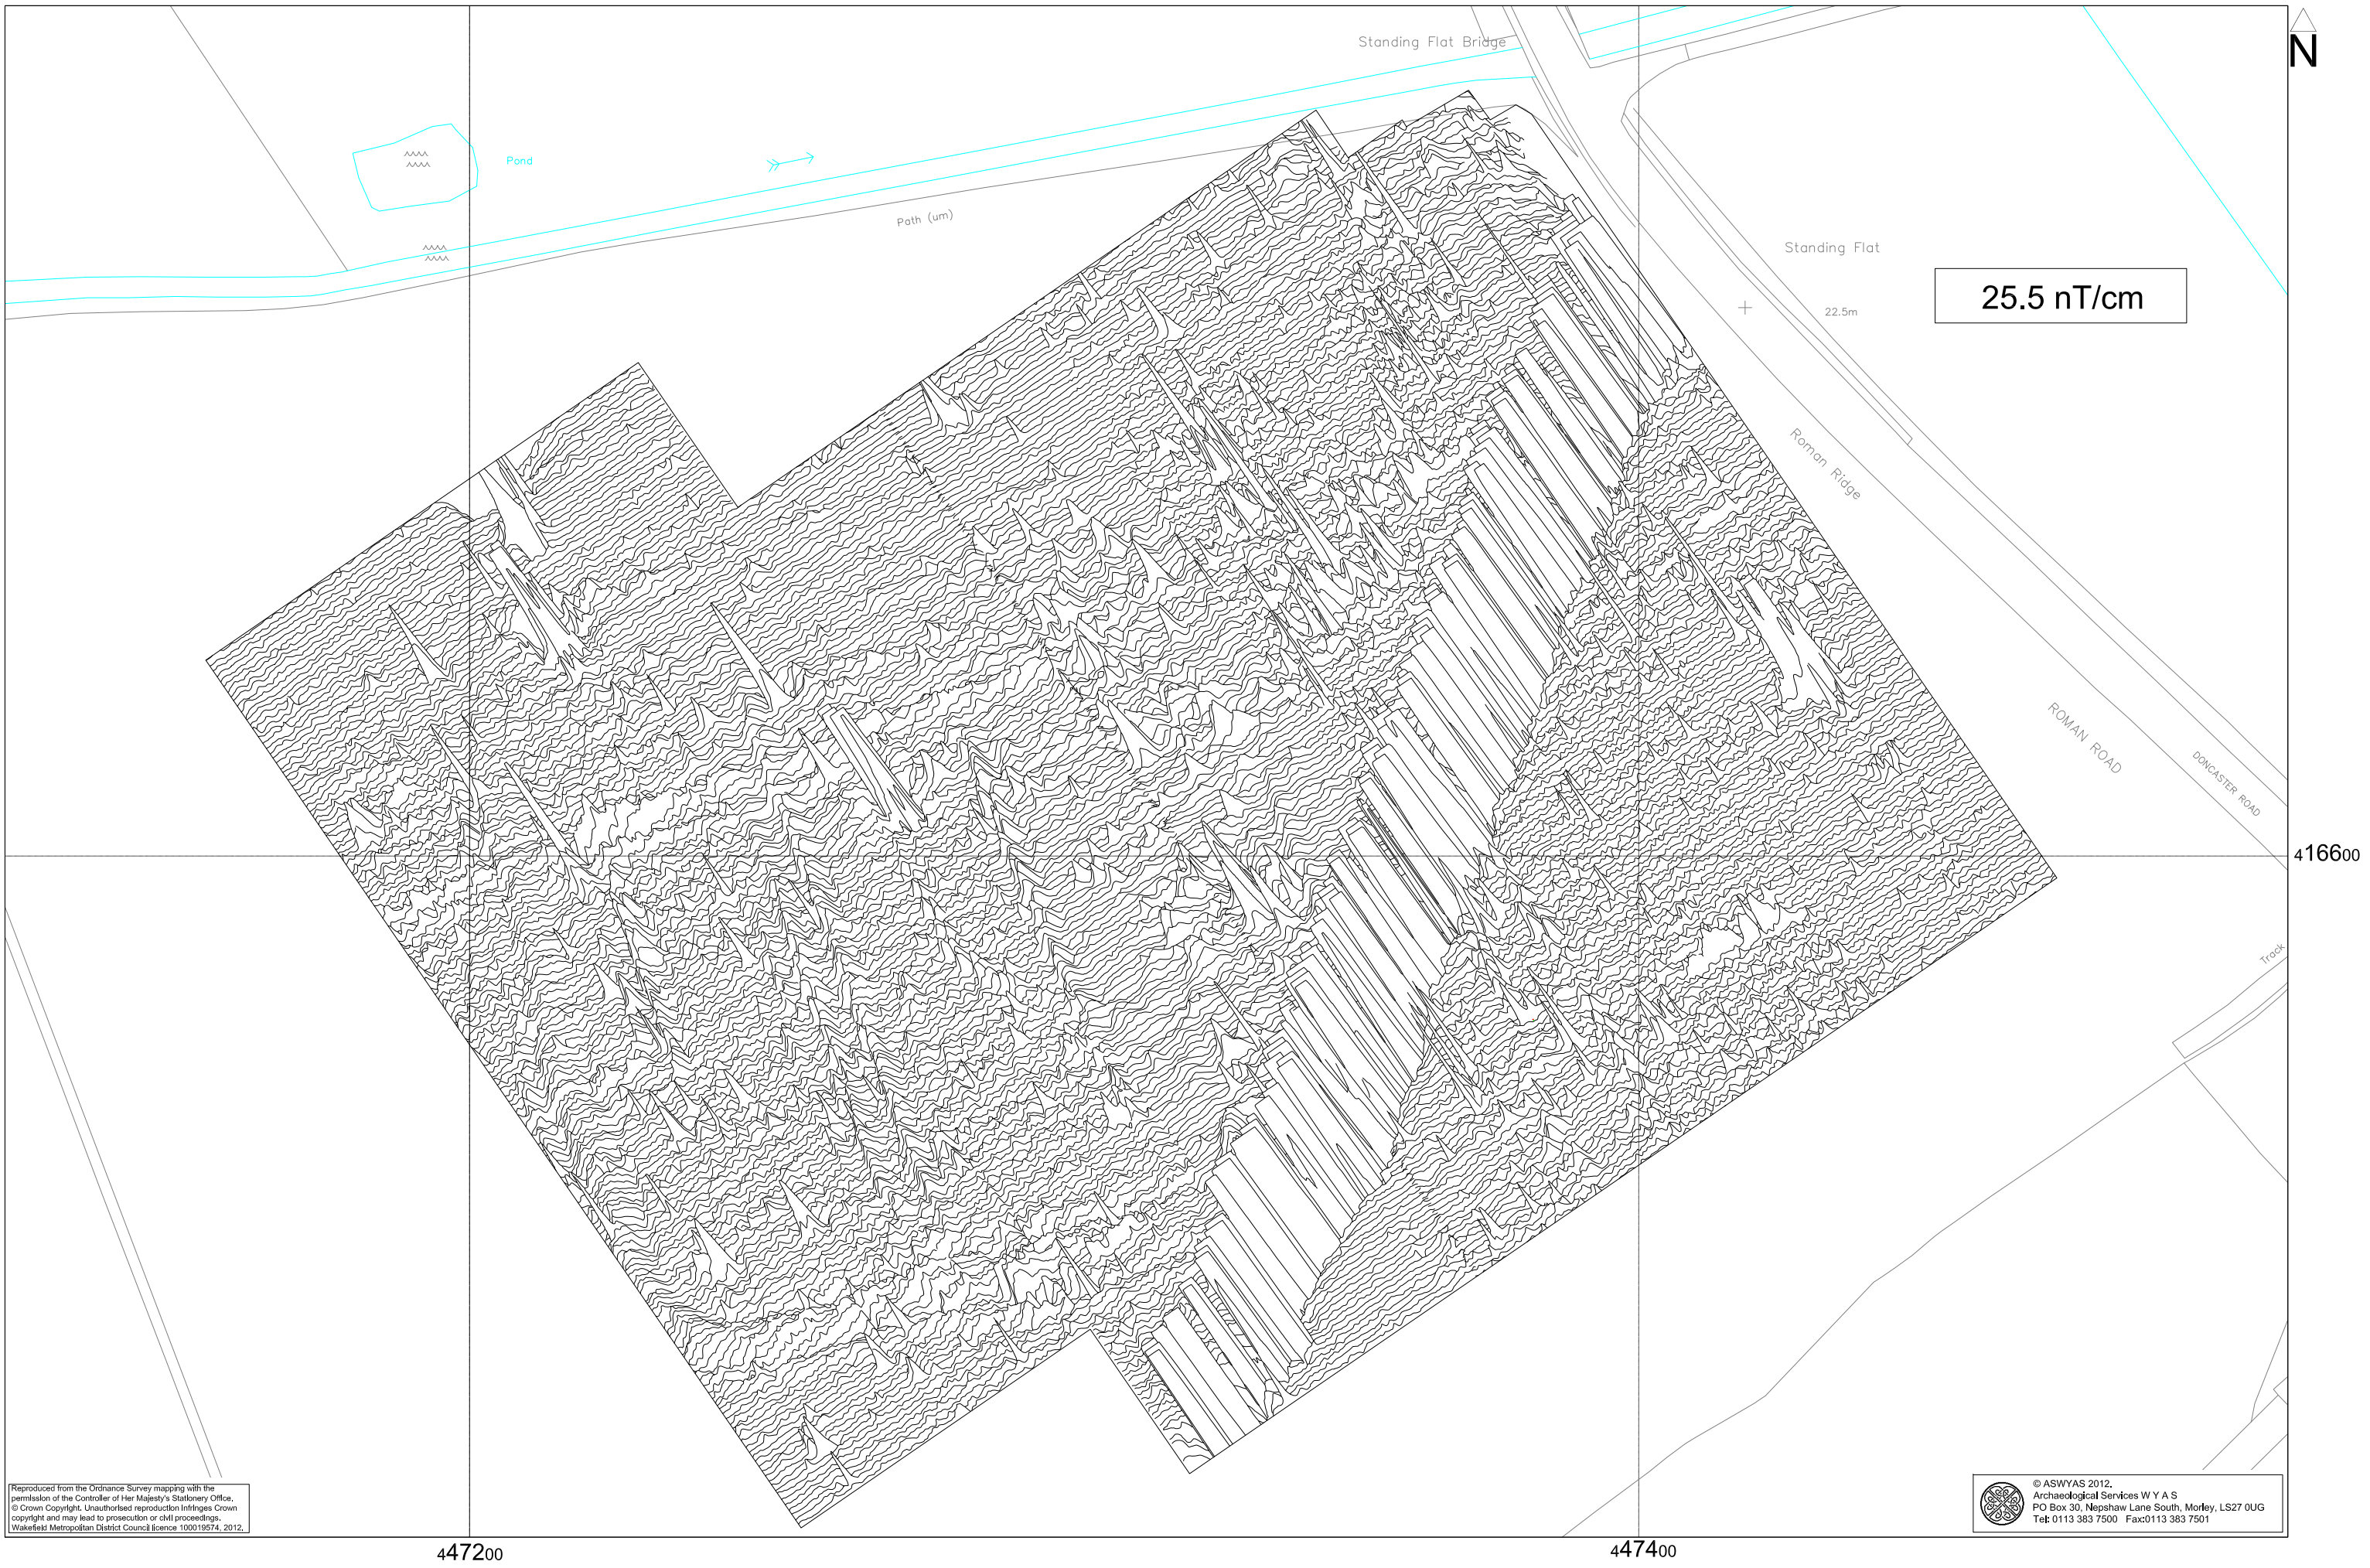 Standing Flat Bridge
N
Pond
Path (um)
Standing Flat
25.5 nT/cm
22.5m
Roman Ridge
ROMAN ROAD
DONCASTER ROAD
416600
Track
Reproduced from the Ordnance Survey mapping with the
permission of the Controller of Her Majesty's Stationery Office.
© Crown Copyright. Unauthorised reproduction infringes Crown
copyright and may lead to prosecution or civil proceedings.
Wakefield Metropolitan District Council licence 100019574, 2012.
© ASWYAS 2012.
Archaeological Services W Y A S
PO Box 30, Nepshaw Lane South, Morley, LS27 0UG
Tel: 0113 383 7500 Fax:0113 383 7501
447200
447400